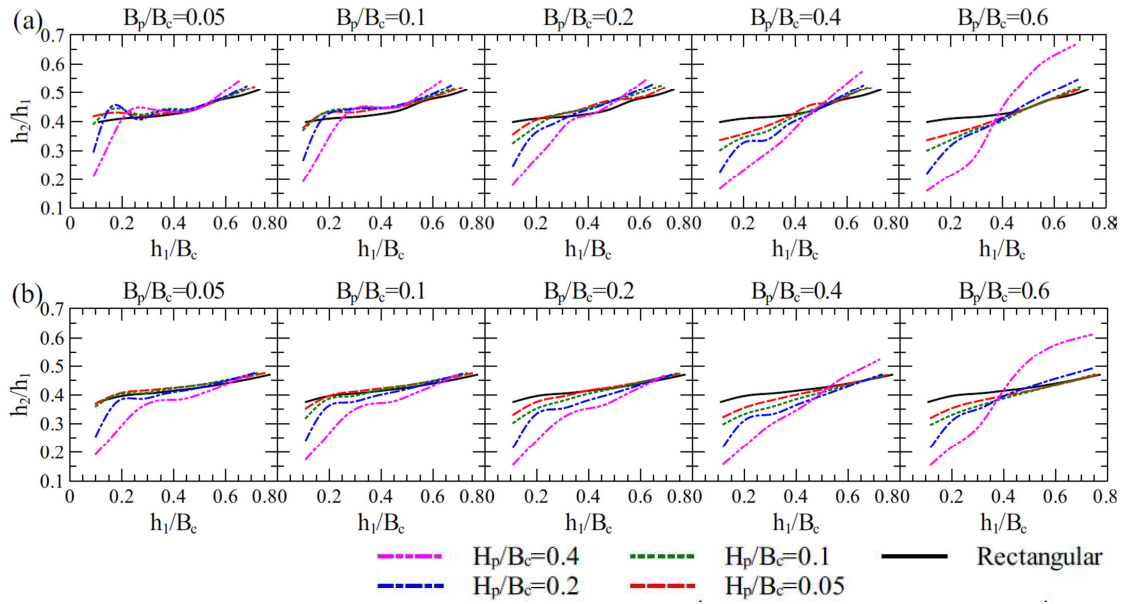 (a)
Bp/Bc=0.05 Bp/Bc=0.1 Bp/Bc=0.2 Bp/Bc=0.4 Bp/Bc=0.6
0.7
0.6
0.5
0.4
0.3
0.2
0.1
h2/h1
0 0.2 0.4 0.6 0.80 0.2 0.4 0.6 0.80 0.2 0.4 0.6 0.80 0.2 0.4 0.6 0.80 0.2 0.4 0.6 0.8
h1/Bc h1/Bc h1/Bc h1/Bc h1/Bc
(b)
Bp/Bc=0.05 Bp/Bc=0.1 Bp/Bc=0.2 Bp/Bc=0.4 Bp/Bc=0.6
0.7
0.6
0.5
0.4
0.3
0.2
0.1
h2/h1
0 0.2 0.4 0.6 0.80 0.2 0.4 0.6 0.80 0.2 0.4 0.6 0.80 0.2 0.4 0.6 0.80 0.2 0.4 0.6 0.8
h1/Bc h1/Bc h1/Bc h1/Bc h1/Bc
Hp/Bc=0.4 Hp/Bc=0.1 Rectangular
Hp/Bc=0.2 Hp/Bc=0.05